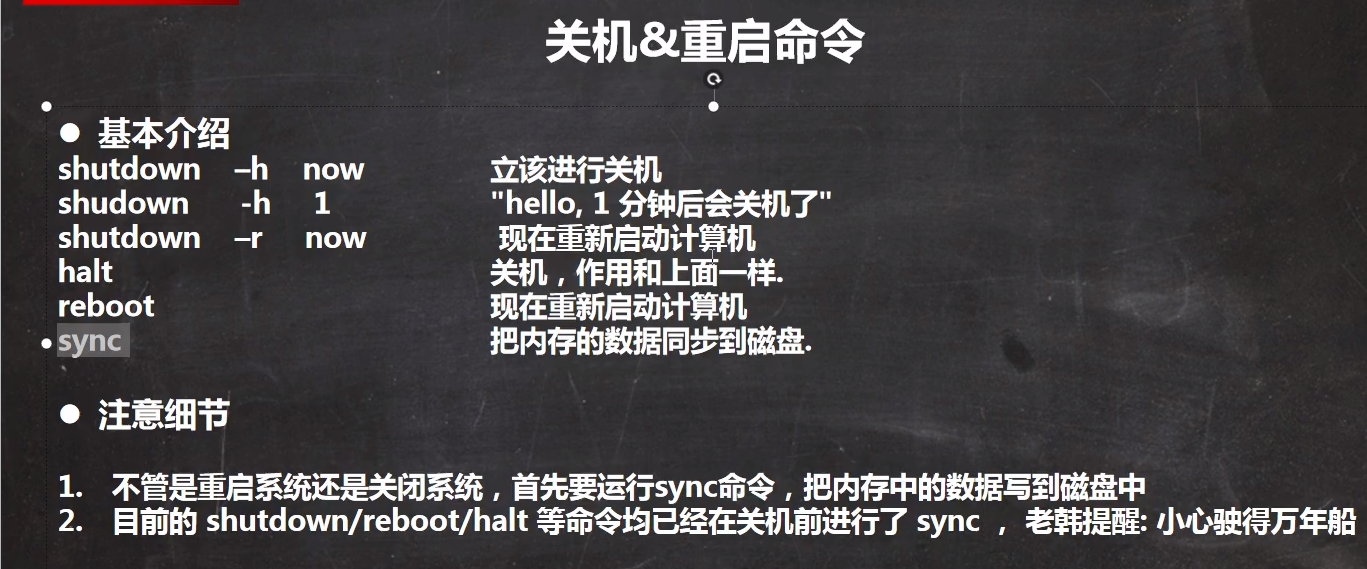 关机&重启命令
● 基本介绍
shutdown –h now 立该进行关机
shudown -h 1 "hello, 1 分钟后会关机了"
shutdown –r now 现在重新启动计算机
halt 关机，作用和上面一样.
reboot 现在重新启动计算机
sync 把内存的数据同步到磁盘.
● 注意细节
1. 不管是重启系统还是关闭系统，首先要运行sync命令，把内存中的数据写到磁盘中
2. 目前的 shutdown/reboot/halt 等命令均已经在关机前进行了 sync ， 老韩提醒: 小心驶得万年船